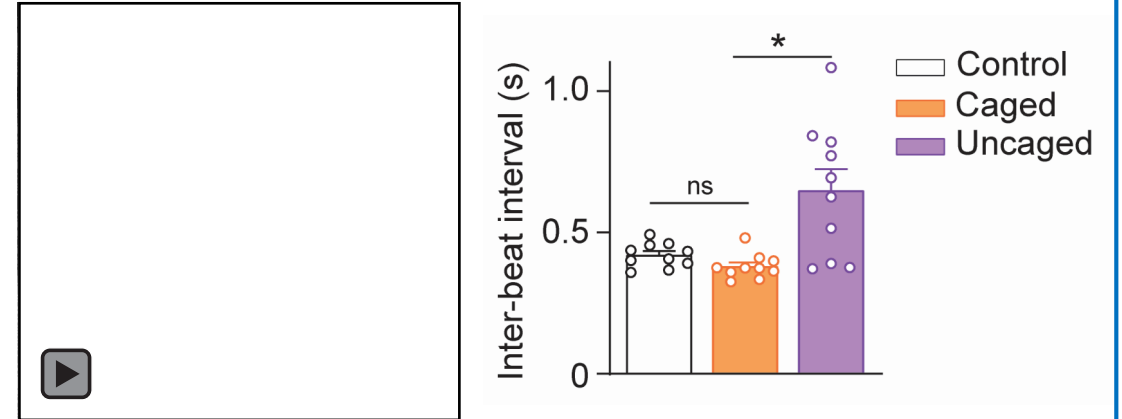 Inter-beat interval (s)
1.0
0.5
0
ns
*
Control
Caged
Uncaged